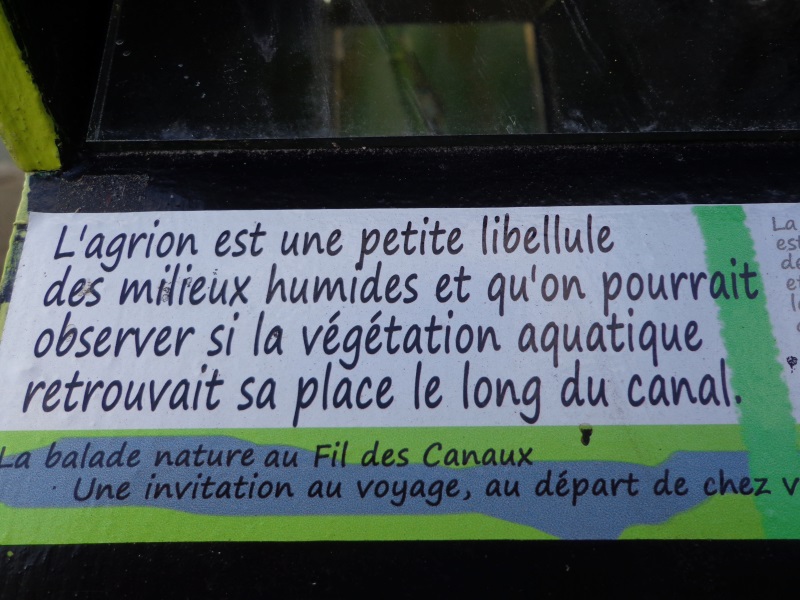 L'agrion est une petite libellule
des milieux humides et qu'on pourrait
observer si la végétation aquatique
retrouvait sa place le long du canal.
La balade nature au Fil des Canaux
Une invitation au voyage, au départ de chez
La